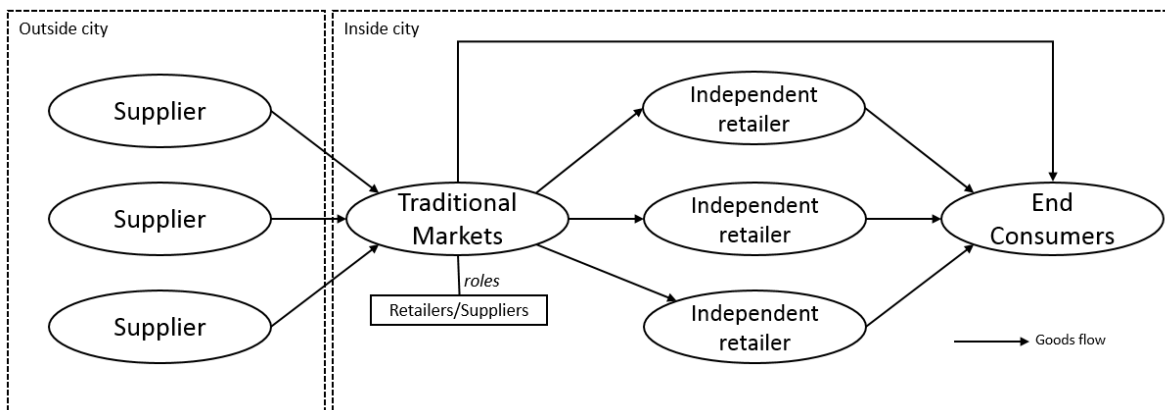 Outside city
Inside city
Supplier
Supplier
Supplier
Traditional
Markets
roles
Retailers/Suppliers
Independent
retailer
Independent
retailer
Independent
retailer
End
Consumers
Goods flow